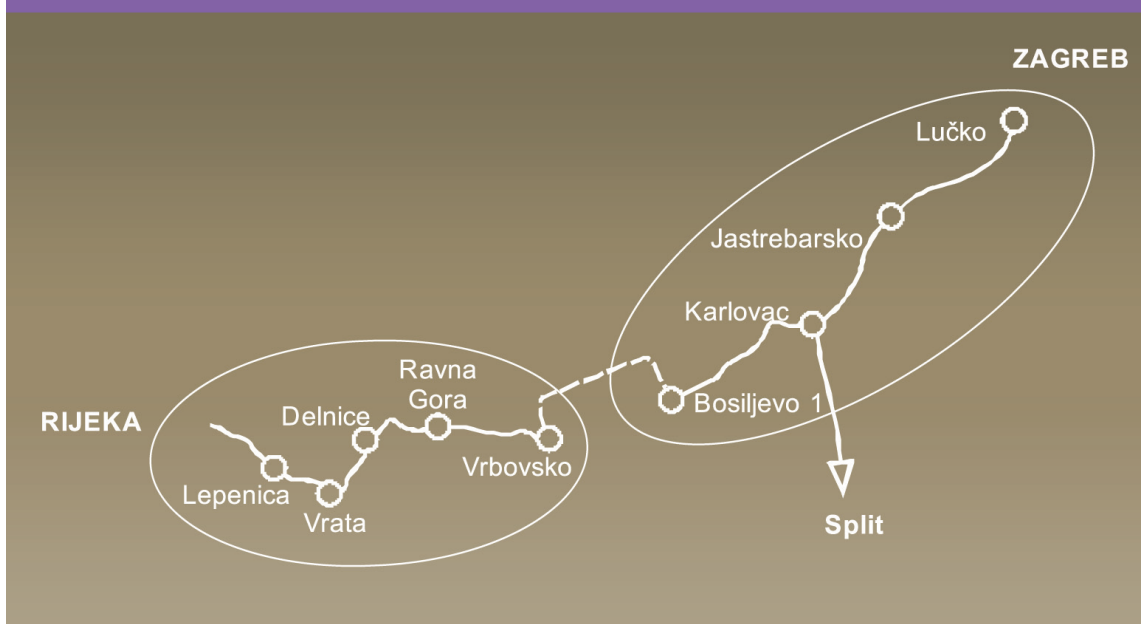 ZAGREB
Lučko
Jastrebarsko
Karlovac
Bosiljevo 1
Split
RIJEKA
Ravna
Gora
Delnice
Vrbovsko
Lepenica
Vrata